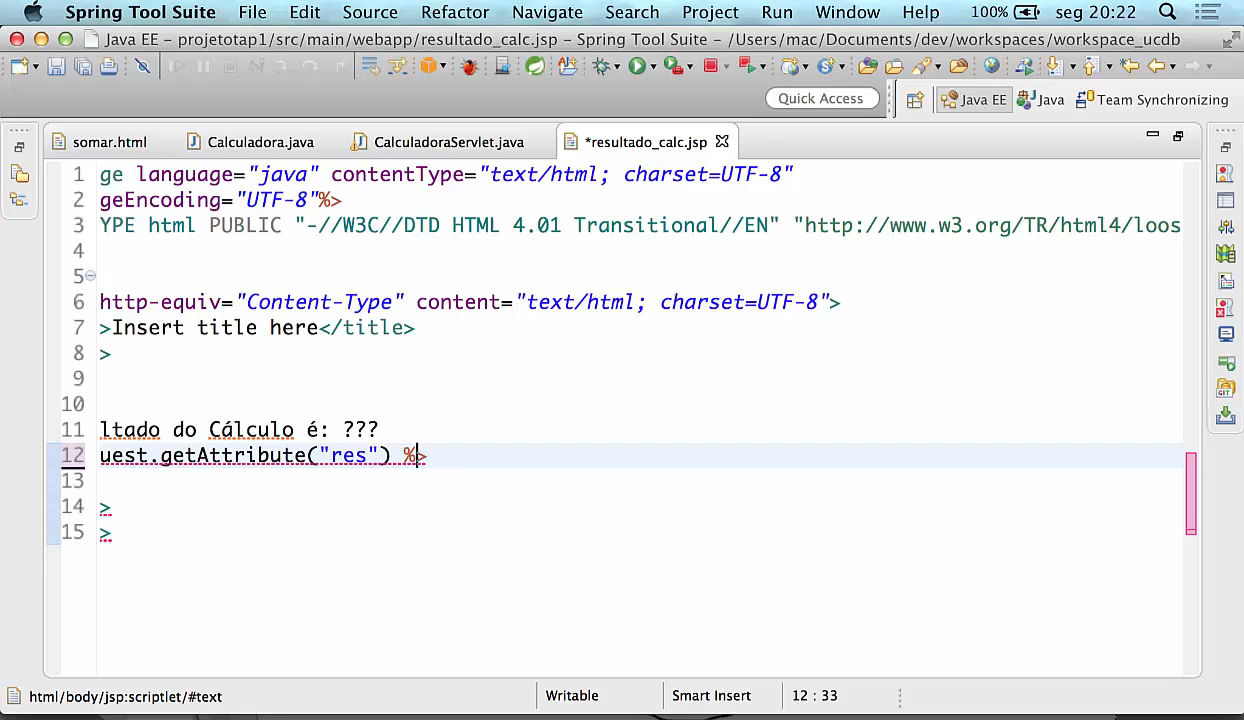 Spring Tool Suite File Edit Source Refactor Navigate Search Project Run Window Help 100% seg 20:22
Java EE – projetotap1/src/main/webapp/resultado_calc.jsp – Spring Tool Suite – /Users/mac/Documents/dev/workspaces/workspace_ucdb
Quick Access Java EE Java Team Synchronizing
somar.html Calculadora.java CalculadoraServlet.java *resultado_calc.jsp
1 ge language="java" contentType="text/html; charset=UTF-8"
2 geEncoding="UTF-8"%>
3 YPE html PUBLIC "-//W3C//DTD HTML 4.01 Transitional//EN" "http://www.w3.org/TR/html4/loos
4
5
6 http-equiv="Content-Type" content="text/html; charset=UTF-8">
7 >Insert title here</title>
8 >
9
10
11 ltado do Cálculo é: ???
12 uest.getAttribute("res") %>
13
14 >
15 >
html/body/jsp:scriptlet/#text Writable Smart Insert 12 : 33